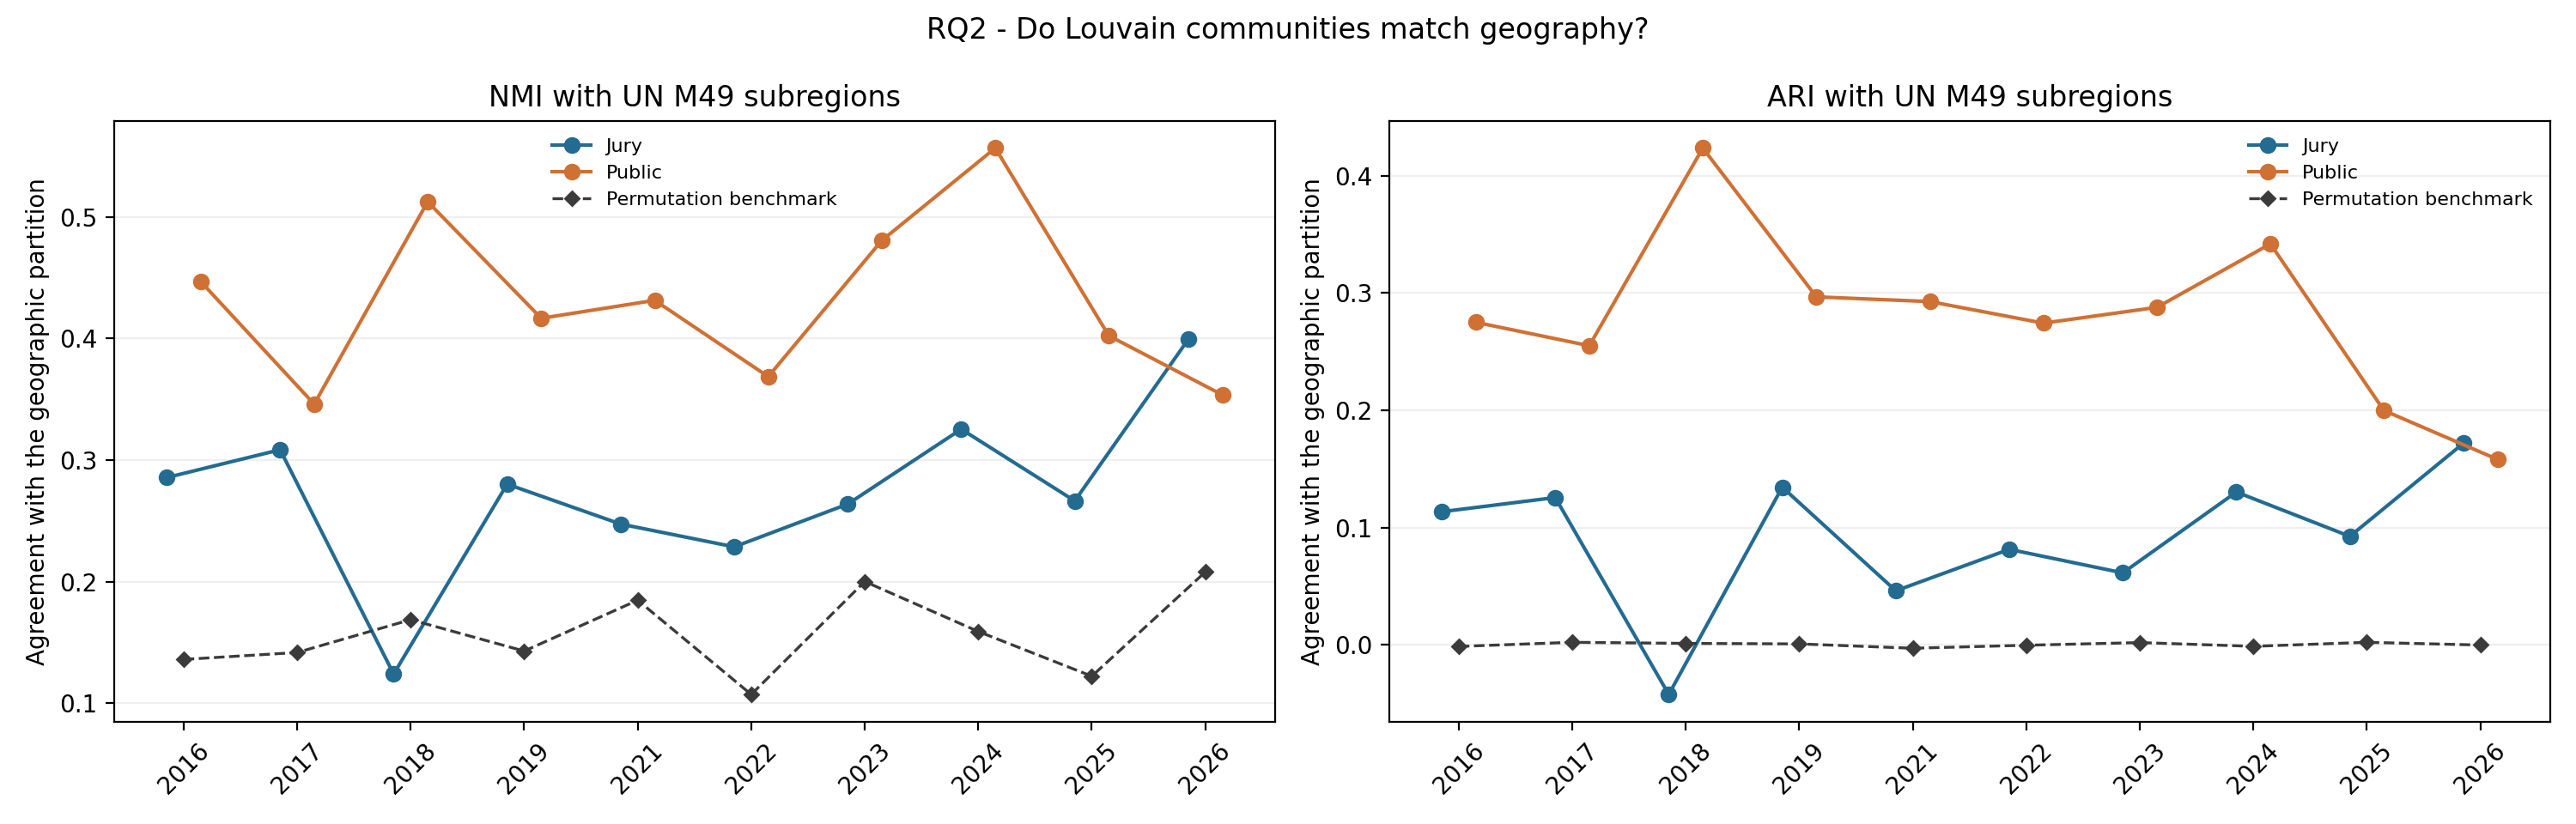 RQ2 - Do Louvain communities match geography?
NMI with UN M49 subregions
Agreement with the geographic partition
0.5
0.4
0.3
0.2
0.1
Jury
Public
Permutation benchmark
2016
2017
2018
2019
2021
2022
2023
2024
2025
2026
ARI with UN M49 subregions
Agreement with the geographic partition
0.4
0.3
0.2
0.1
0.0
Jury
Public
Permutation benchmark
2016
2017
2018
2019
2021
2022
2023
2024
2025
2026